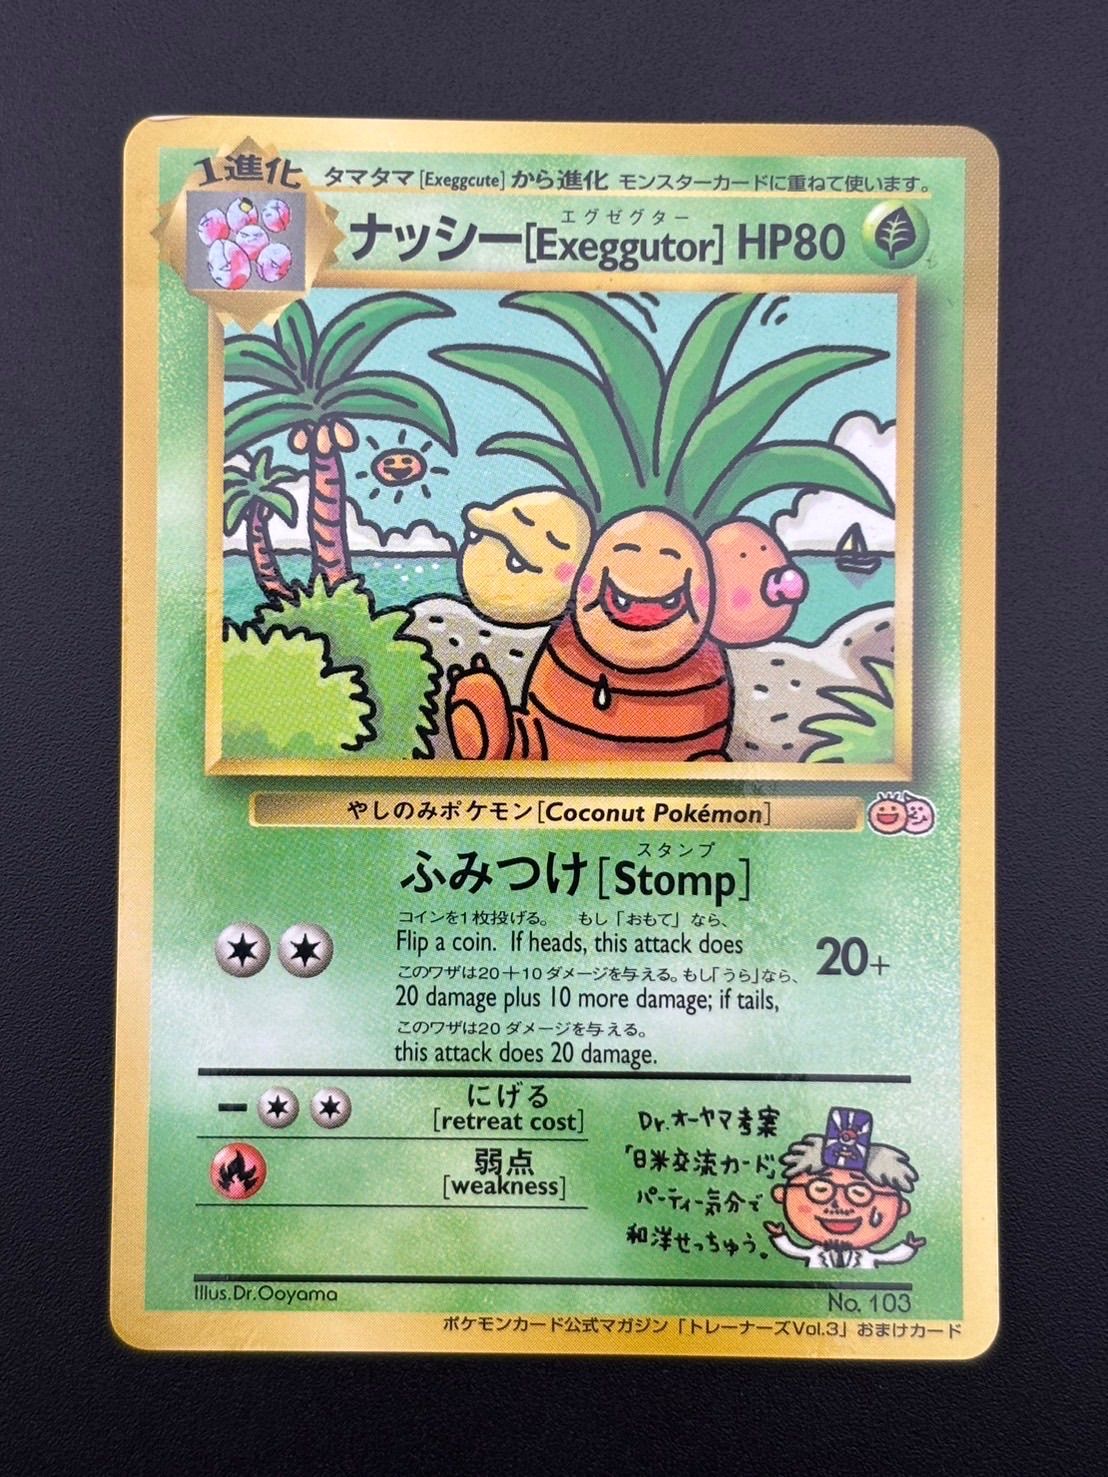 1進化 タマタマ[Exeggcute]から進化 モンスターカードに重ねて使います。
エグゼグター
ナッシー[Exeggutor] HP80
やしのみポケモン[Coconut Pokémon]
スタンプ
ふみつけ[Stomp]
コインを1枚投げる。 もし「おもて」なら、
Flip a coin. If heads, this attack does
20+
このワザは20+10ダメージを与える。もし「うら」なら、
20 damage plus 10 more damage; if tails,
このワザは20ダメージを与える。
this attack does 20 damage.
− にげる
[retreat cost]
弱点
[weakness]
Dr.オーヤマ考案
「日米交流カード」
パーティー気分で
和洋せっちゅう。
Illus.Dr.Ooyama
No. 103
ポケモンカード公式マガジン「トレーナーズVol.3」おまけカード